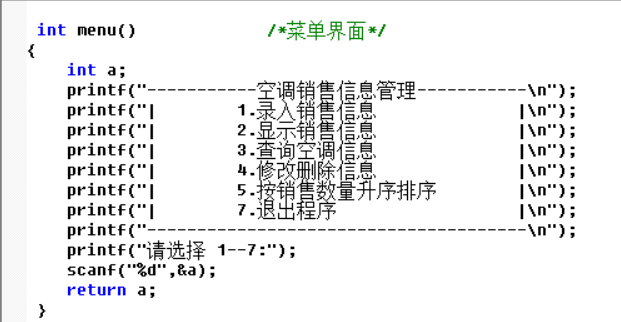 int menu()                /*菜单界面*/
{
    int a;
    printf("-----------空调销售信息管理-----------\n");
    printf("|        1.录入销售信息              |\n");
    printf("|        2.显示销售信息              |\n");
    printf("|        3.查询空调信息              |\n");
    printf("|        4.修改删除信息              |\n");
    printf("|        5.按销售数量升序排序        |\n");
    printf("|        7.退出程序                  |\n");
    printf("--------------------------------------\n");
    printf("请选择 1--7:");
    scanf("%d",&a);
    return a;
}